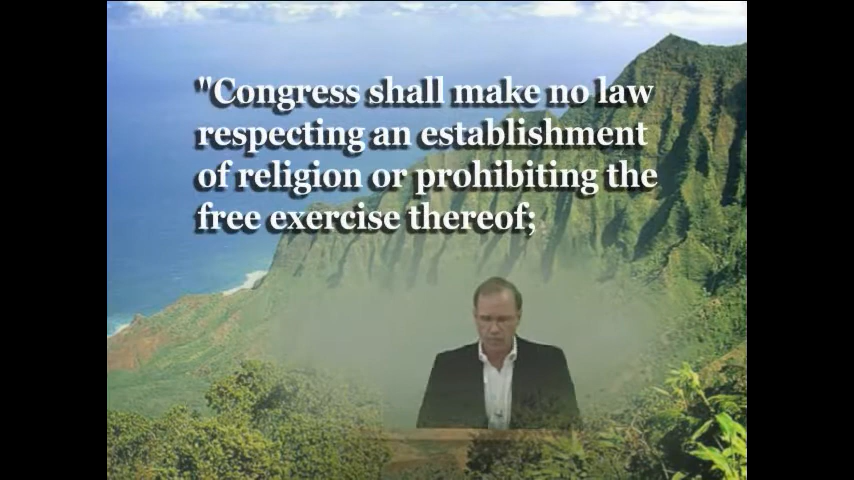 "Congress shall make no law
respecting an establishment
of religion or prohibiting the
free exercise thereof;